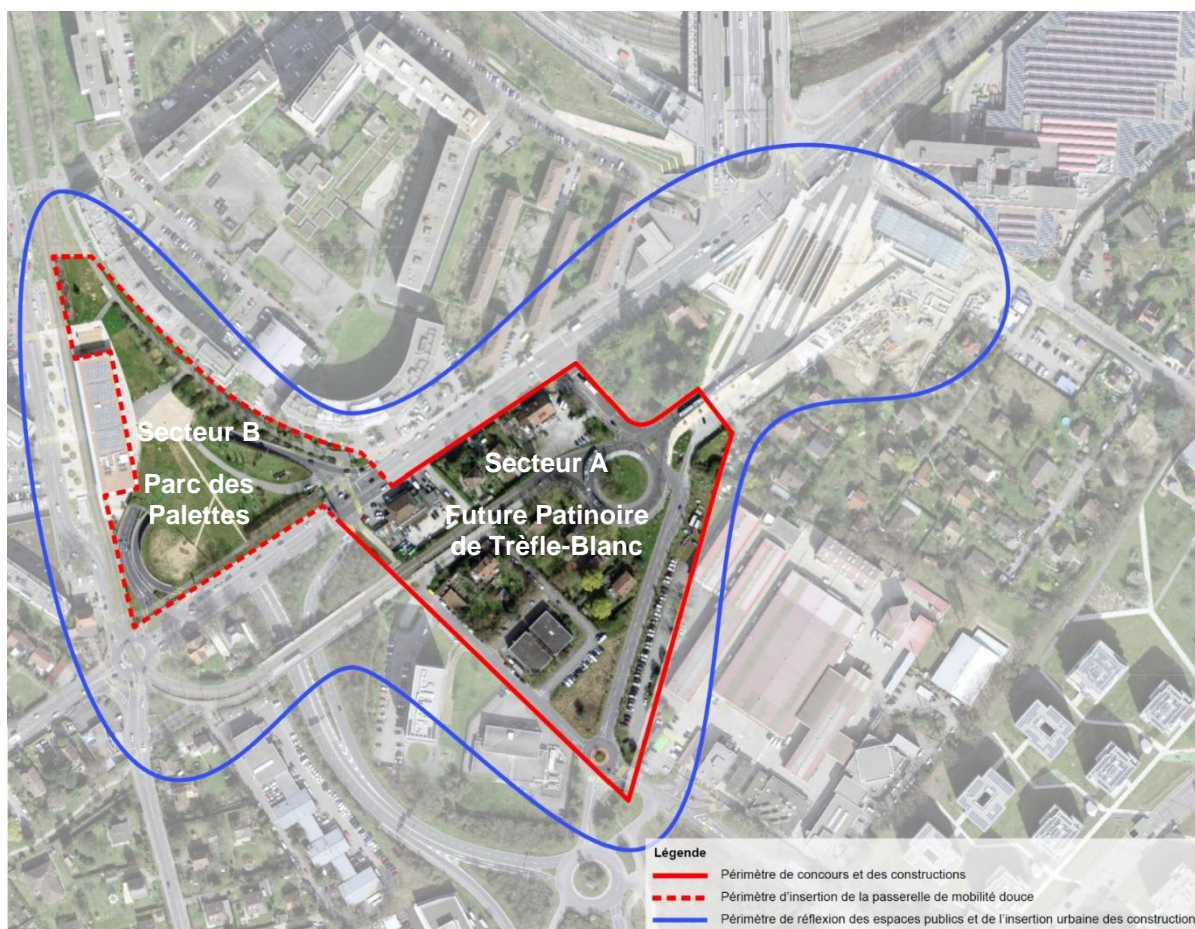 Secteur B
Parc des
Palettes
Secteur A
Future Patinoire
de Trèfle-Blanc
Légende
Périmètre de concours et des constructions
Périmètre d'insertion de la passerelle de mobilité douce
Périmètre de réflexion des espaces publics et de l'insertion urbaine des construction